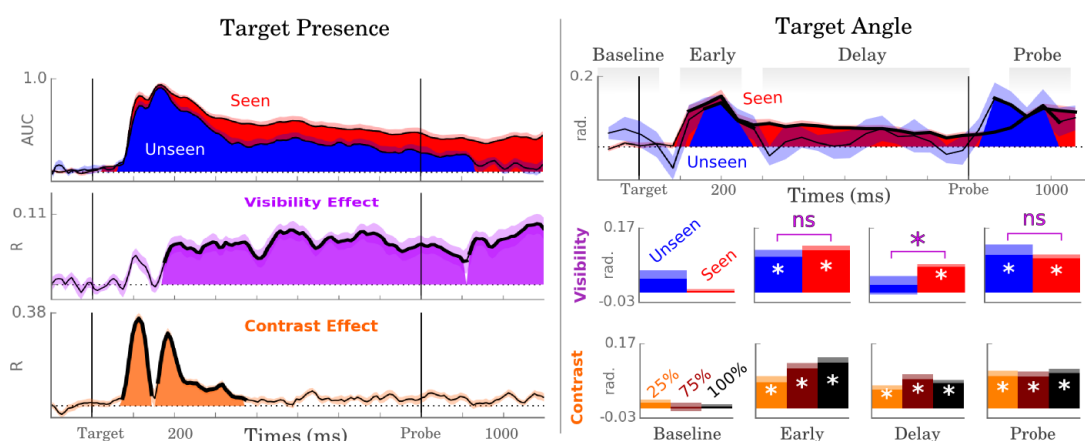 Target Presence
1.0
AUC
Seen
Unseen
0.11
R
Visibility Effect
0.38
R
Contrast Effect
Target
200
Times (ms)
Probe
1000
Target Angle
Baseline
Early
Delay
Probe
0.2
rad.
Seen
Unseen
Target
200
Times (ms)
Probe
1000
Visibility
0.17
rad.
-0.03
Unseen
Seen
ns
*
*
*
*
ns
*
*
Contrast
0.17
rad.
-0.03
25%
75%
100%
*
*
*
*
*
*
*
*
*
Baseline
Early
Delay
Probe